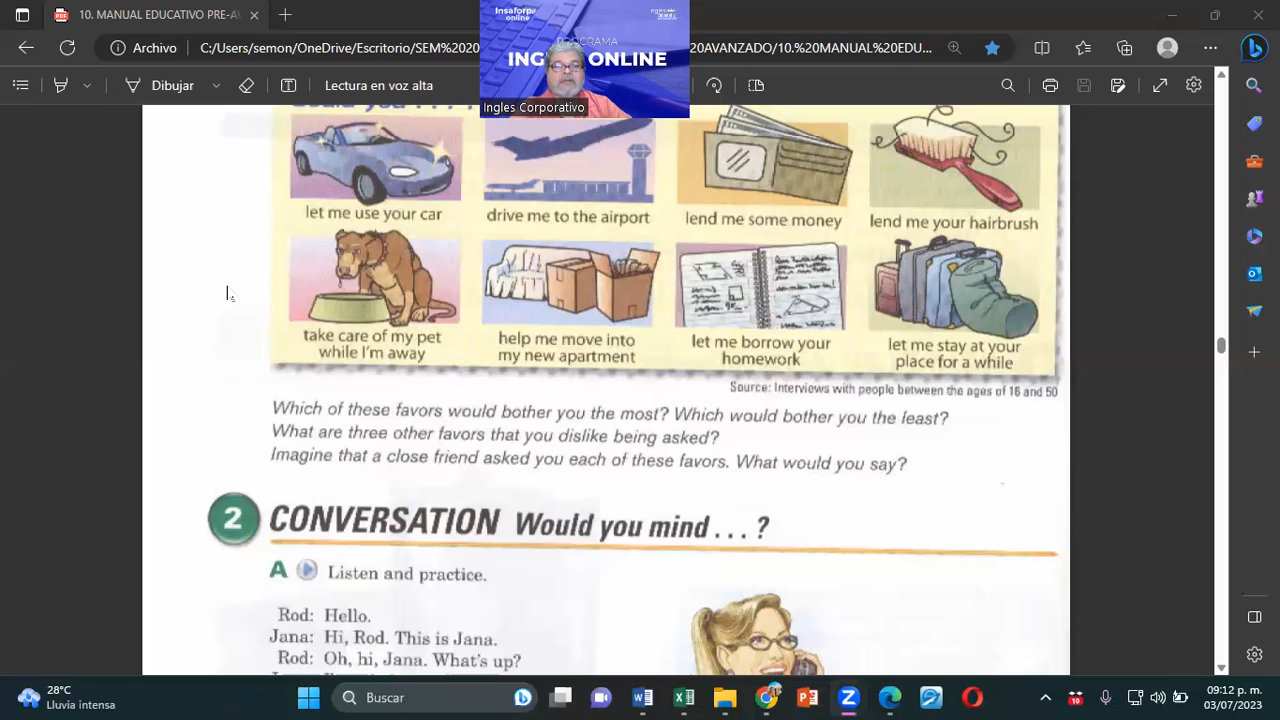 10. MANUAL EDUCATIVO PRE-AV
Insaforp
online
PROGRAMA
ING
ONLINE
Ingles Corporativo
Archivo
C:/Users/semon/OneDrive/Escritorio/SEM%20
20AVANZADO/10.%20MANUAL%20EDU...
Dibujar
Lectura en voz alta
let me use your car
drive me to the airport
lend me some money
lend me your hairbrush
take care of my pet
while I'm away
help me move into
my new apartment
let me borrow your
homework
let me stay at your
place for a while
Source: Interviews with people between the ages of 16 and 50
Which of these favors would bother you the most? Which would bother you the least?
What are three other favors that you dislike being asked?
Imagine that a close friend asked you each of these favors. What would you say?
2 CONVERSATION Would you mind . . . ?
A Listen and practice.
Rod: Hello.
Jana: Hi, Rod. This is Jana.
Rod: Oh, hi, Jana. What's up?
28°C
Lluvia intensa
Buscar
10
09:12 p. m.
03/07/2023